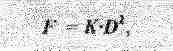 F = K·D²,